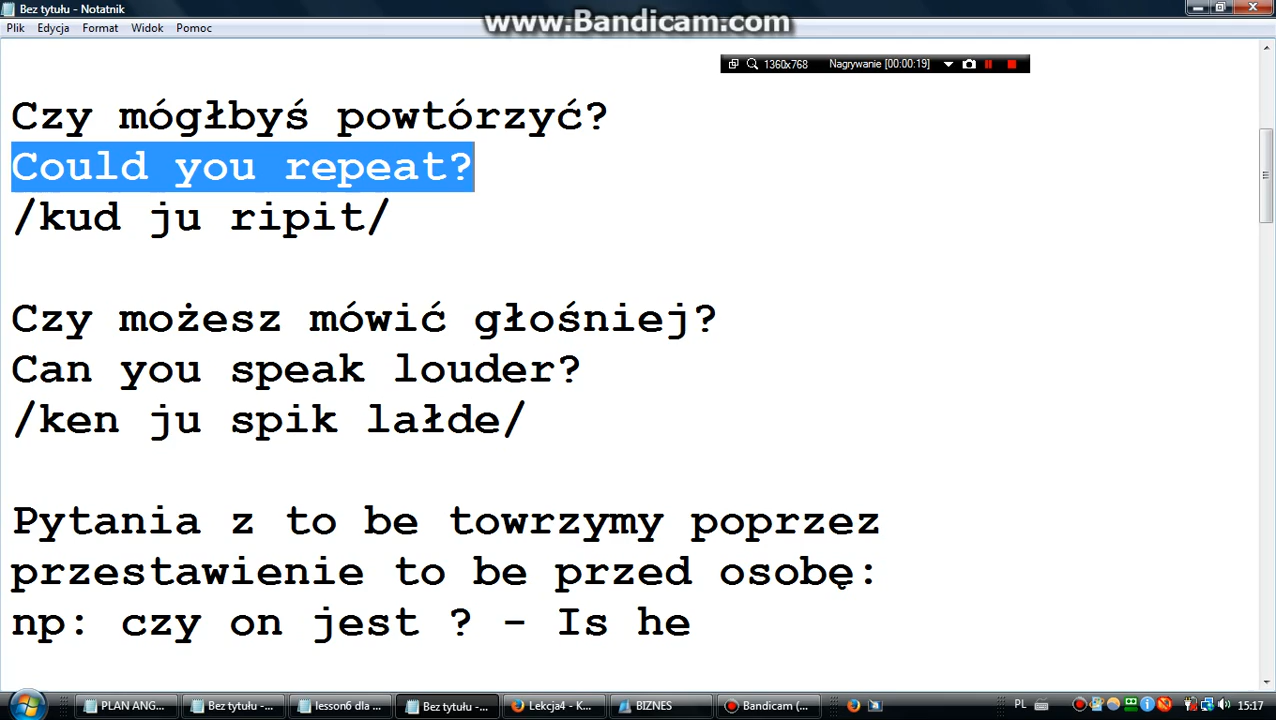 Bez tytułu - Notatnik
www.Bandicam.com
Plik Edycja Format Widok Pomoc
1360x768 Nagrywanie [00:00:19]
Czy mógłbyś powtórzyć?
Could you repeat?
/kud ju ripit/
Czy możesz mówić głośniej?
Can you speak louder?
/ken ju spik lałde/
Pytania z to be towrzymy poprzez
przestawienie to be przed osobę:
np: czy on jest ? - Is he
PLAN ANG... Bez tytułu -... lesson6 dla ... Bez tytułu -... Lekcja4 - K... BIZNES Bandicam (... PL 15:17